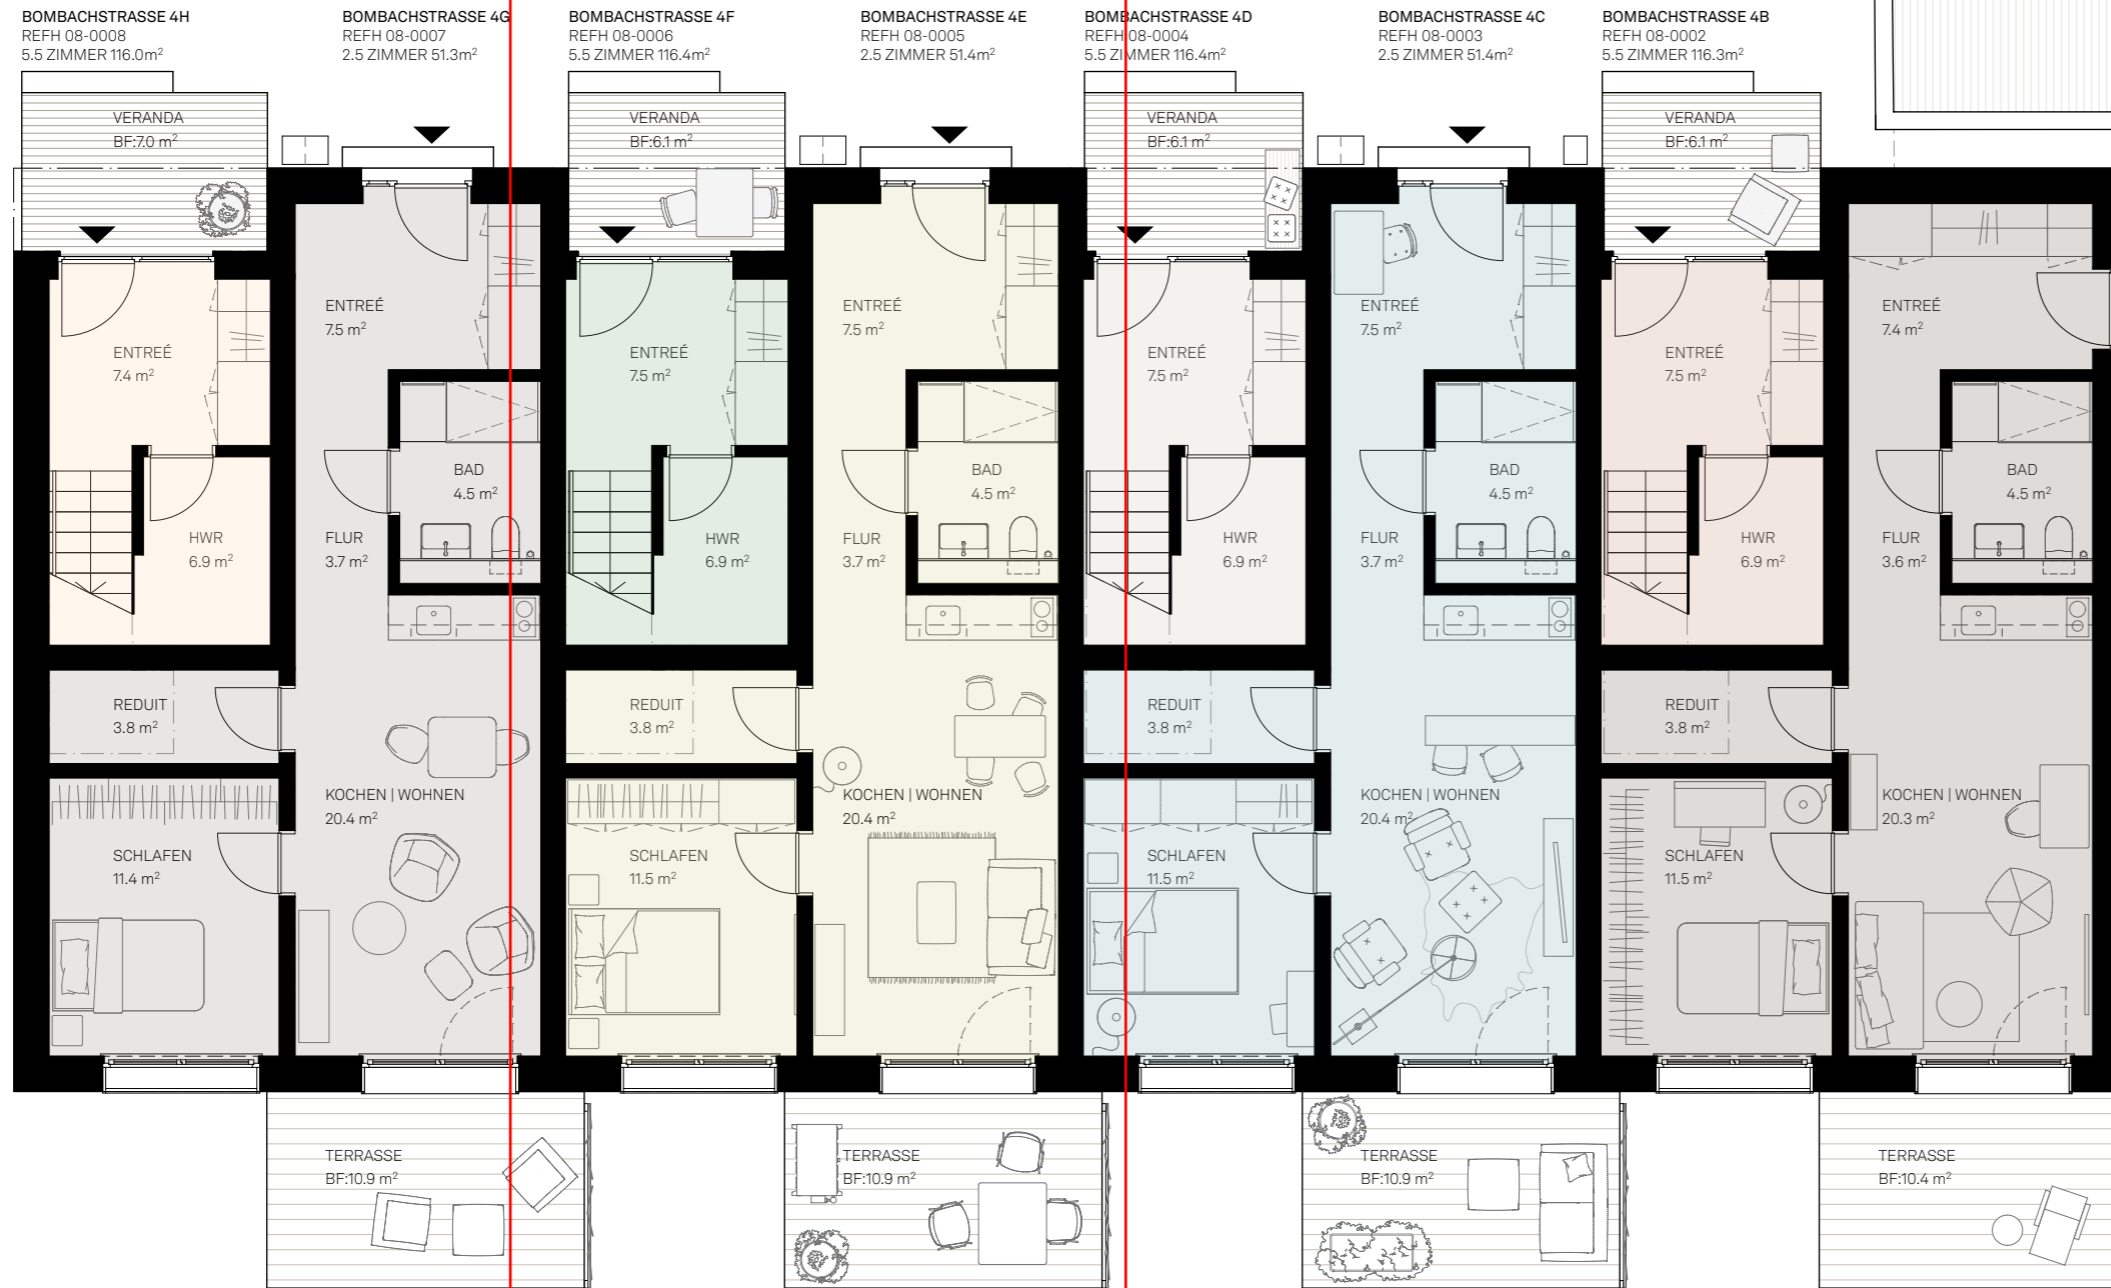 BOMBACHSTRASSE 4H
REFH 08-0008
5.5 ZIMMER 116.0m²
BOMBACHSTRASSE 4G
REFH 08-0007
2.5 ZIMMER 51.3m²
BOMBACHSTRASSE 4F
REFH 08-0006
5.5 ZIMMER 116.4m²
BOMBACHSTRASSE 4E
REFH 08-0005
2.5 ZIMMER 51.4m²
BOMBACHSTRASSE 4D
REFH 08-0004
5.5 ZIMMER 116.4m²
BOMBACHSTRASSE 4C
REFH 08-0003
2.5 ZIMMER 51.4m²
BOMBACHSTRASSE 4B
REFH 08-0002
5.5 ZIMMER 116.3m²
VERANDA
BF:7.0 m²
VERANDA
BF:6.1 m²
VERANDA
BF:6.1 m²
VERANDA
BF:6.1 m²
ENTREÉ
7.5 m²
ENTREÉ
7.5 m²
ENTREÉ
7.5 m²
ENTREÉ
7.4 m²
ENTREÉ
7.4 m²
ENTREÉ
7.5 m²
ENTREÉ
7.5 m²
ENTREÉ
7.5 m²
BAD
4.5 m²
BAD
4.5 m²
BAD
4.5 m²
BAD
4.5 m²
HWR
6.9 m²
FLUR
3.7 m²
HWR
6.9 m²
FLUR
3.7 m²
HWR
6.9 m²
FLUR
3.7 m²
HWR
6.9 m²
FLUR
3.6 m²
REDUIT
3.8 m²
REDUIT
3.8 m²
REDUIT
3.8 m²
REDUIT
3.8 m²
KOCHEN | WOHNEN
20.4 m²
KOCHEN | WOHNEN
20.4 m²
KOCHEN | WOHNEN
20.4 m²
KOCHEN | WOHNEN
20.3 m²
SCHLAFEN
11.4 m²
SCHLAFEN
11.5 m²
SCHLAFEN
11.5 m²
SCHLAFEN
11.5 m²
TERRASSE
BF:10.9 m²
TERRASSE
BF:10.9 m²
TERRASSE
BF:10.9 m²
TERRASSE
BF:10.4 m²